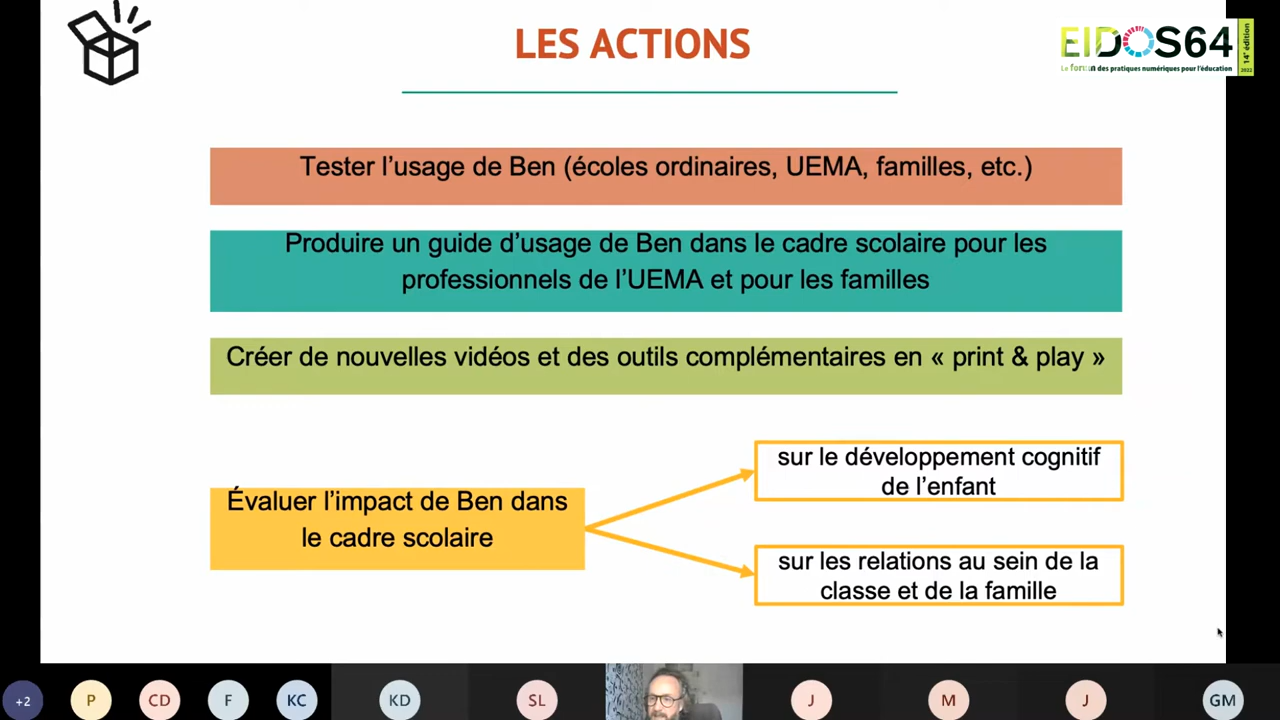 LES ACTIONS
EIDOS64
Le forum des pratiques numériques pour l'éducation
14e édition
2022
Tester l'usage de Ben (écoles ordinaires, UEMA, familles, etc.)
Produire un guide d'usage de Ben dans le cadre scolaire pour les
professionnels de l'UEMA et pour les familles
Créer de nouvelles vidéos et des outils complémentaires en « print & play »
Évaluer l'impact de Ben dans
le cadre scolaire
sur le développement cognitif
de l'enfant
sur les relations au sein de la
classe et de la famille
+2 P CD F KC KD SL J M J GM